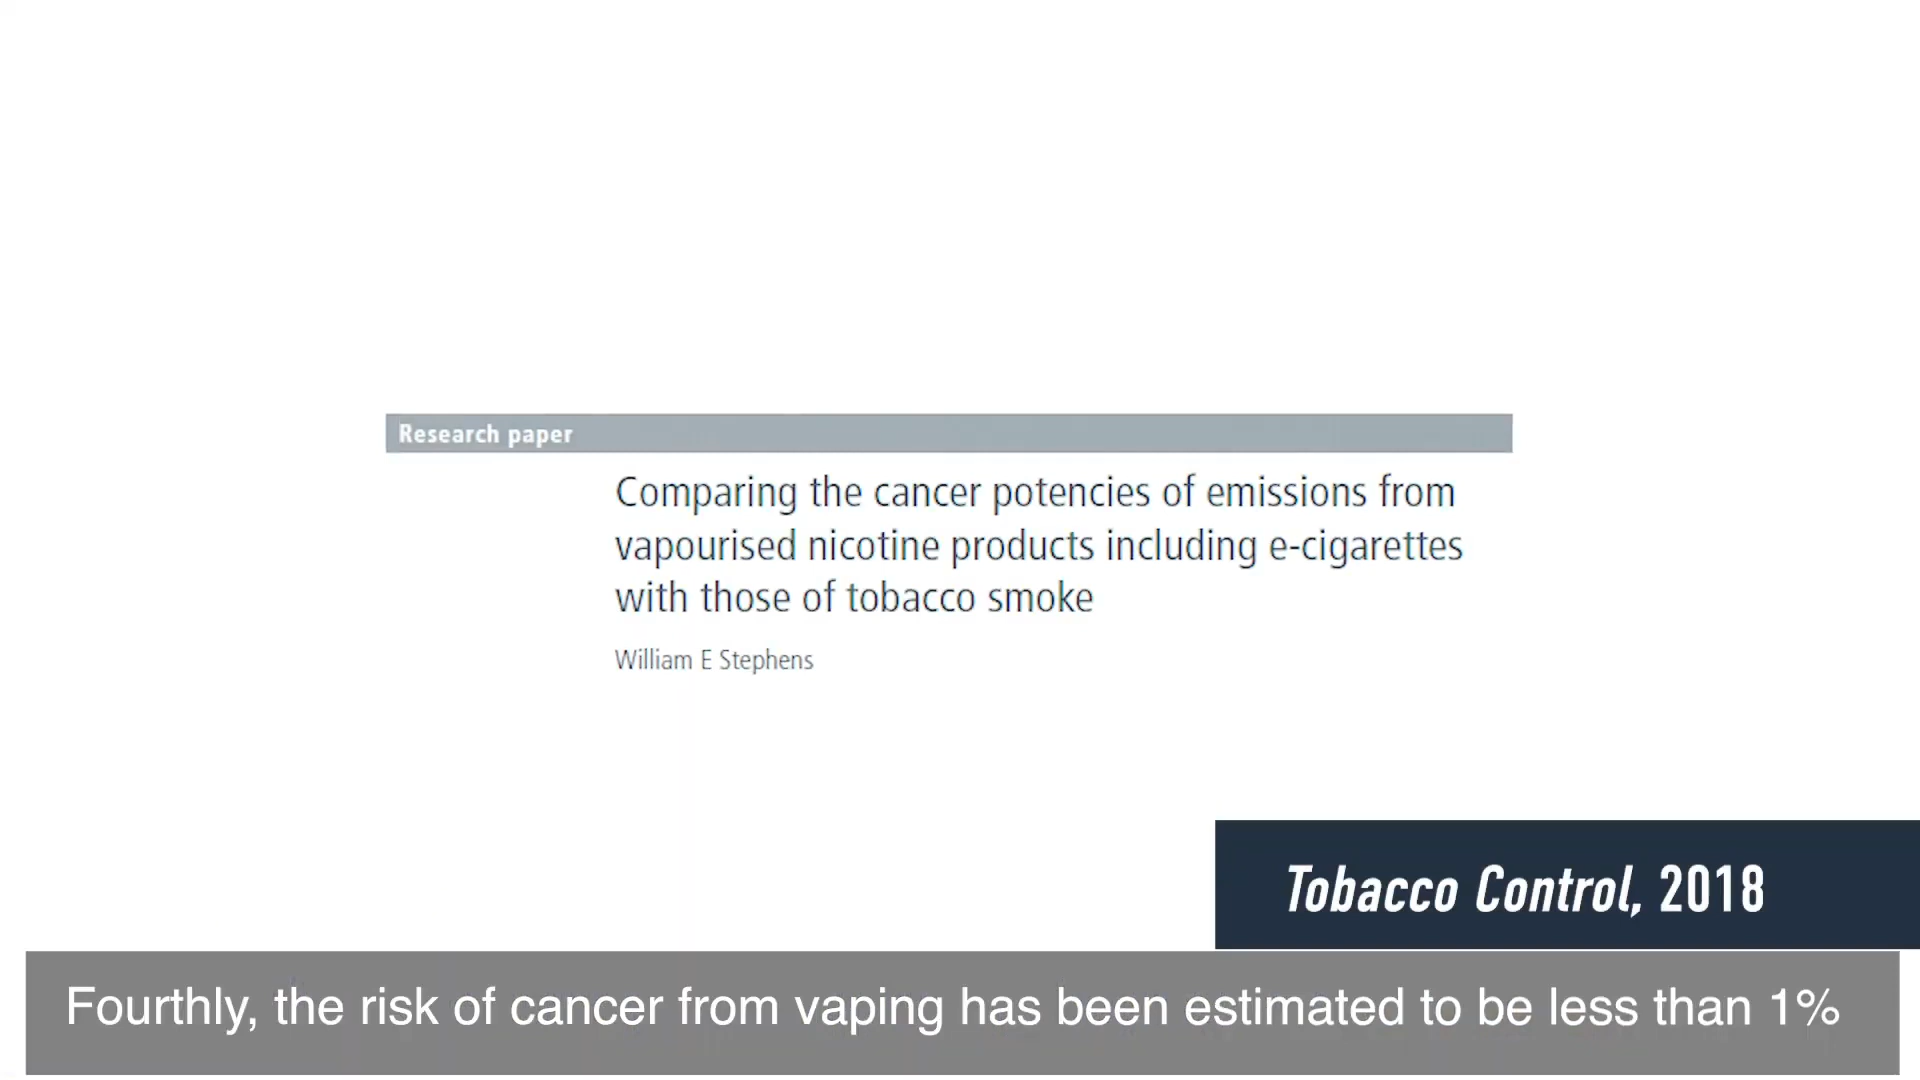 Research paper
Comparing the cancer potencies of emissions from
vapourised nicotine products including e-cigarettes
with those of tobacco smoke
William E Stephens
Tobacco Control, 2018
Fourthly, the risk of cancer from vaping has been estimated to be less than 1%